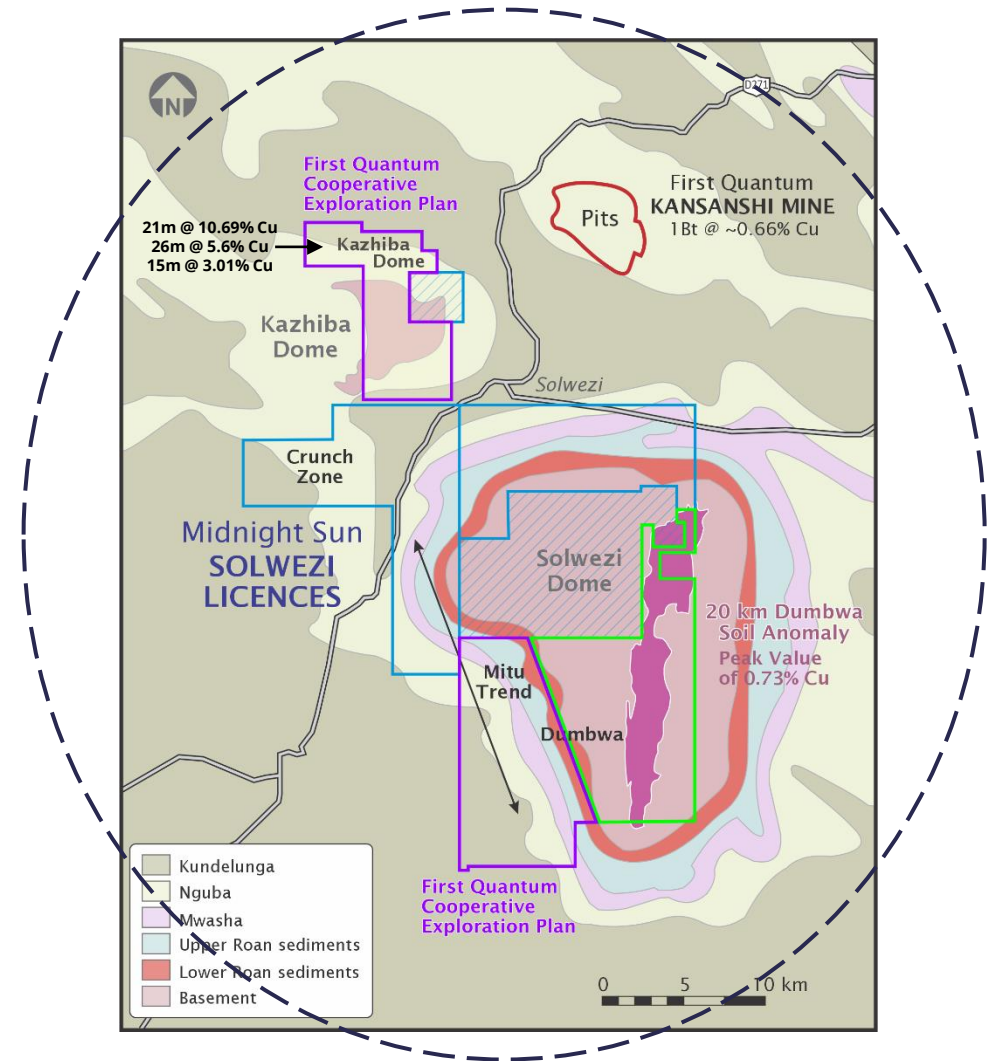 N
D271
First Quantum
Cooperative
Exploration Plan
21m @ 10.69% Cu
26m @ 5.6% Cu
15m @ 3.01% Cu
Kazhiba
Dome
Pits
First Quantum
KANSANSHI MINE
1Bt @ ~0.66% Cu
Kazhiba
Dome
Solwezi
Crunch
Zone
Midnight Sun
SOLWEZI
LICENCES
Solwezi
Dome
20 km Dumbwa
Soil Anomaly
Peak Value
of 0.73% Cu
Mitu
Trend
Dumbwa
First Quantum
Cooperative
Exploration Plan
Kundelunga
Nguba
Mwasha
Upper Roan sediments
Lower Roan sediments
Basement
0 5 10 km